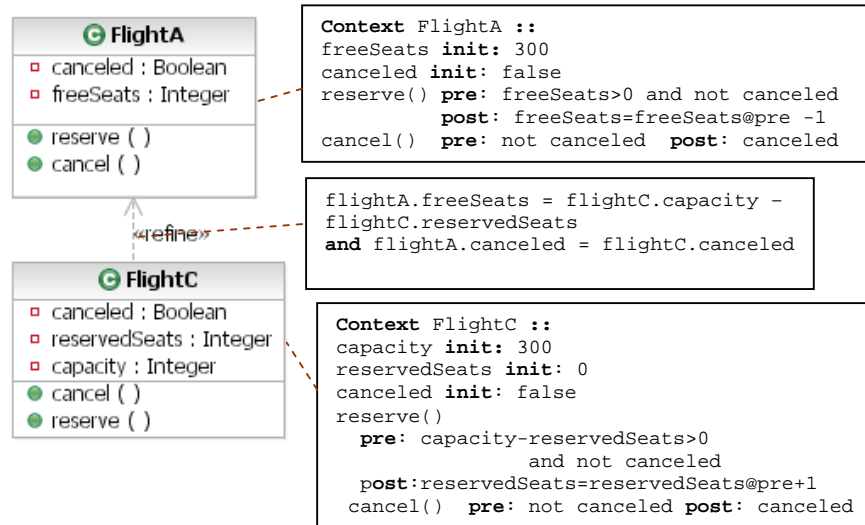 FlightA
canceled : Boolean
freeSeats : Integer
reserve ( )
cancel ( )
Context FlightA ::
freeSeats init: 300
canceled init: false
reserve() pre: freeSeats>0 and not canceled
post: freeSeats=freeSeats@pre -1
cancel() pre: not canceled post: canceled
«refine»
flightA.freeSeats = flightC.capacity –
flightC.reservedSeats
and flightA.canceled = flightC.canceled
FlightC
canceled : Boolean
reservedSeats : Integer
capacity : Integer
cancel ( )
reserve ( )
Context FlightC ::
capacity init: 300
reservedSeats init: 0
canceled init: false
reserve()
pre: capacity-reservedSeats>0
and not canceled
post:reservedSeats=reservedSeats@pre+1
cancel() pre: not canceled post: canceled